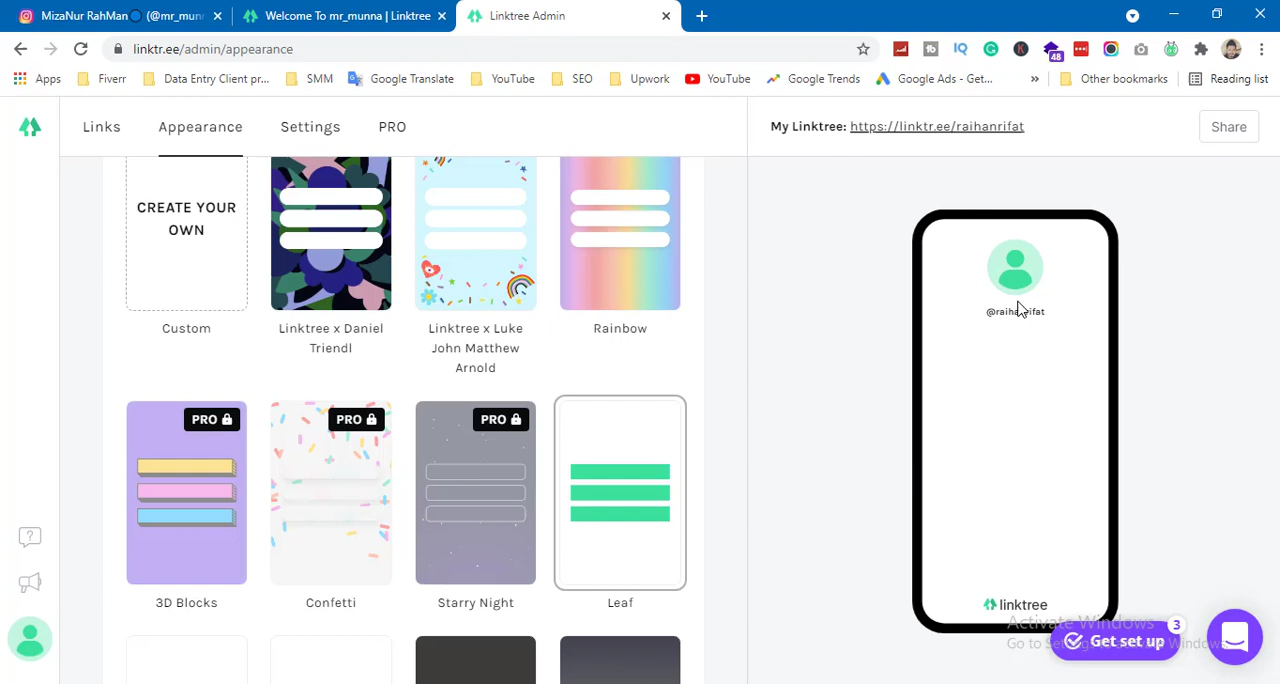 MizaNur RahMan (@mr_mun
Welcome To mr_munna | Linktree
Linktree Admin
linktr.ee/admin/appearance
IQ
48
Apps
Fiverr
Data Entry Client pr...
SMM
Google Translate
YouTube
SEO
Upwork
YouTube
Google Trends
Google Ads - Get...
»
Other bookmarks
Reading list
Links
Appearance
Settings
PRO
My Linktree: https://linktr.ee/raihanrifat
Share
CREATE YOUR
OWN
Custom
Linktree x Daniel
Triendl
Linktree x Luke
John Matthew
Arnold
Rainbow
PRO
PRO
PRO
3D Blocks
Confetti
Starry Night
Leaf
@raihanrifat
linktree
Activate Windows
Go to Settings to activate Windows.
Get set up
3